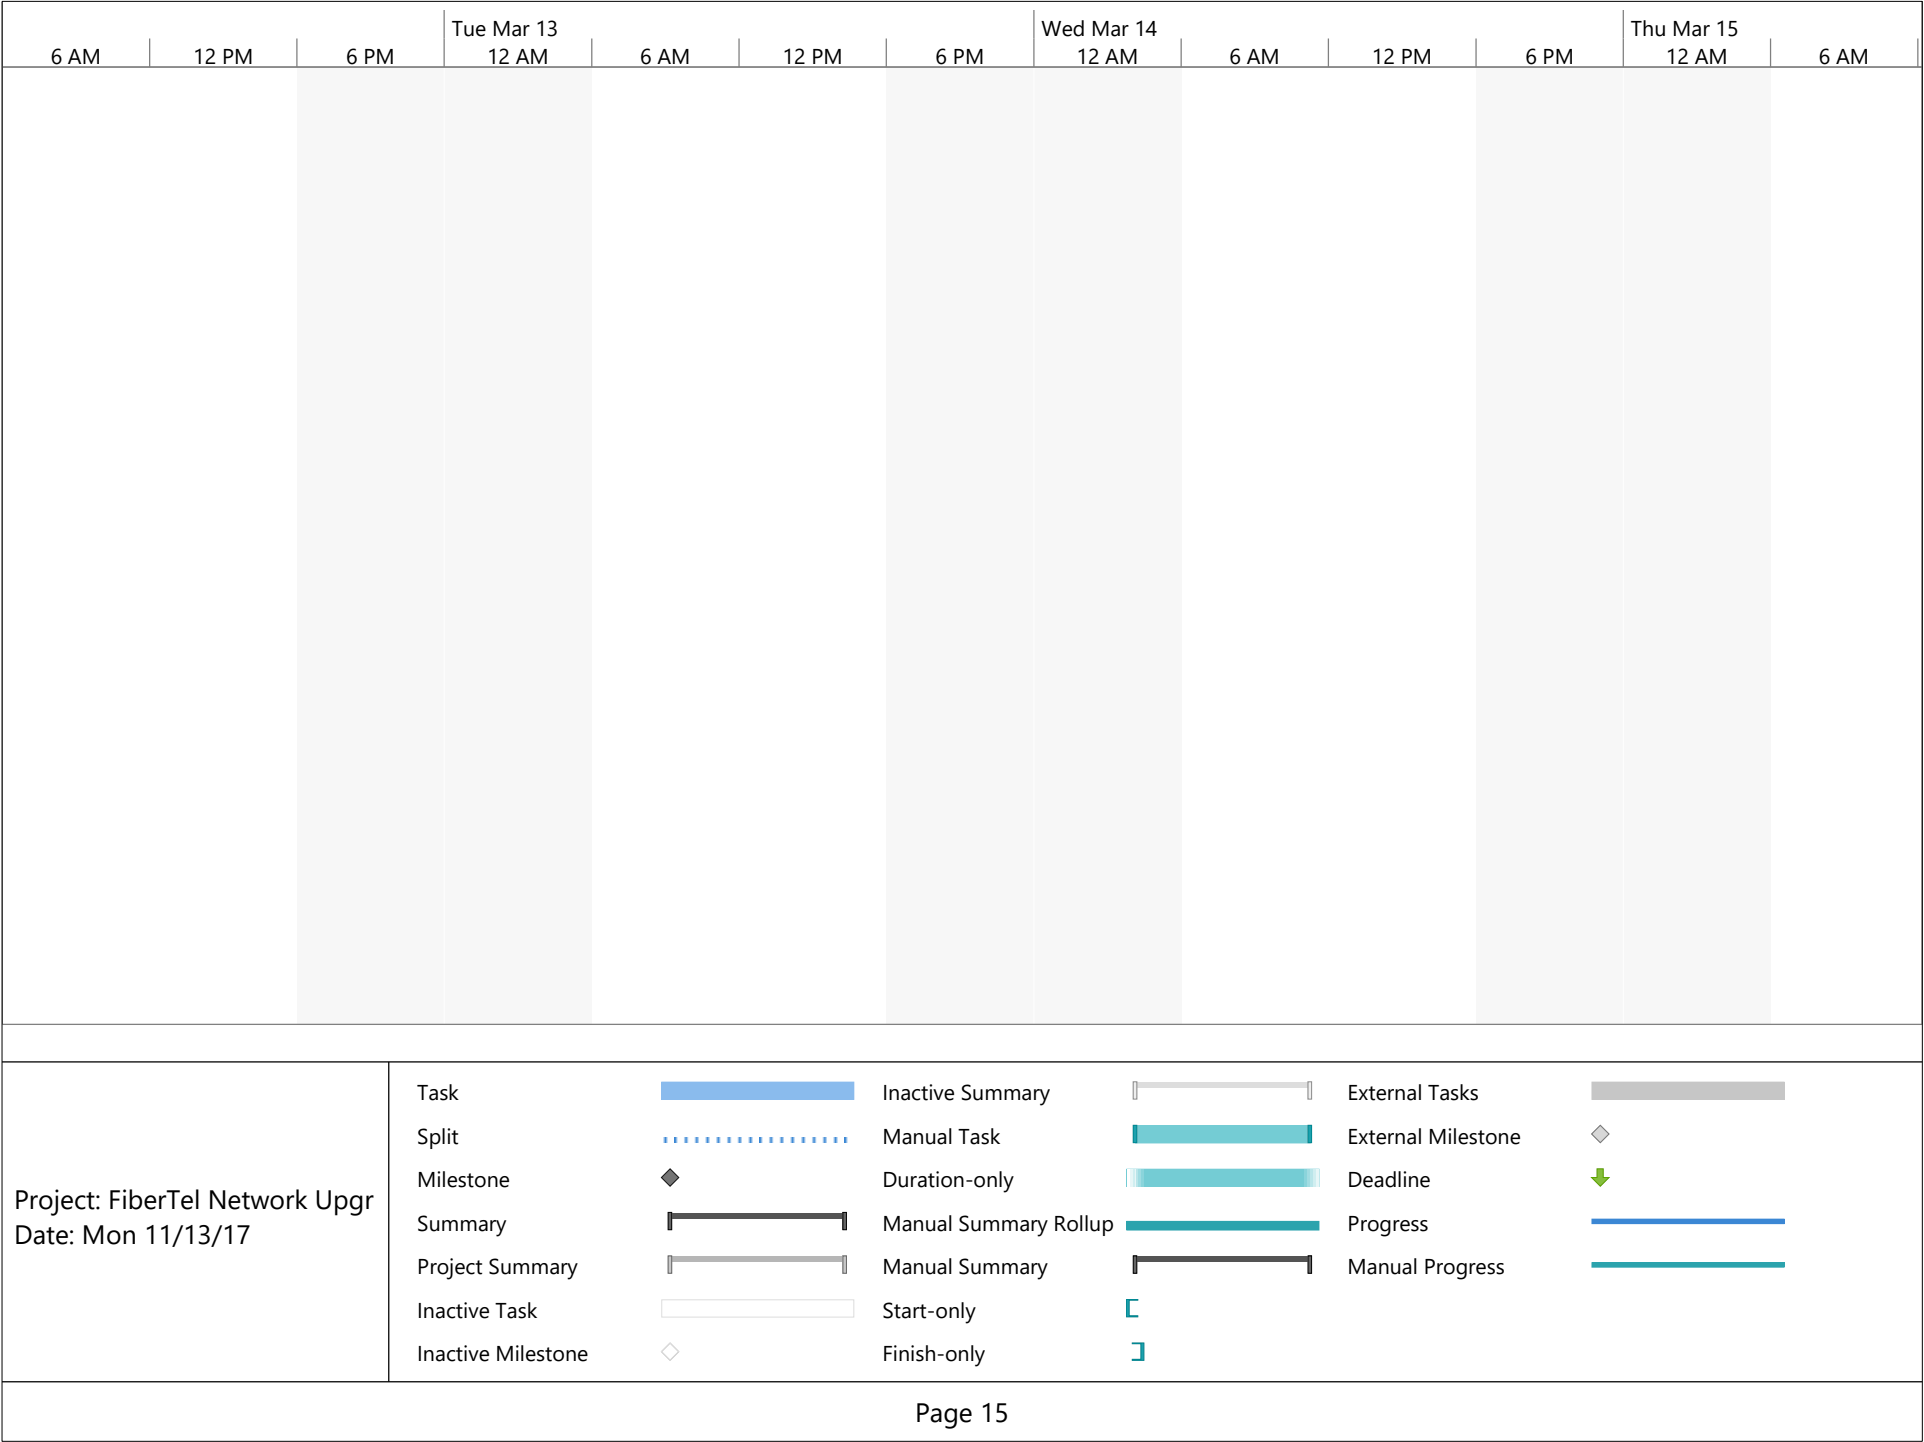 Tue Mar 13 Wed Mar 14 Thu Mar 15
6 AM 12 PM 6 PM 12 AM 6 AM 12 PM 6 PM 12 AM 6 AM 12 PM 6 PM 12 AM 6 AM
Project: FiberTel Network Upgr
Date: Mon 11/13/17
Task
Split
Milestone
Summary
Project Summary
Inactive Task
Inactive Milestone
Inactive Summary
Manual Task
Duration-only
Manual Summary Rollup
Manual Summary
Start-only
Finish-only
External Tasks
External Milestone
Deadline
Progress
Manual Progress
Page 15